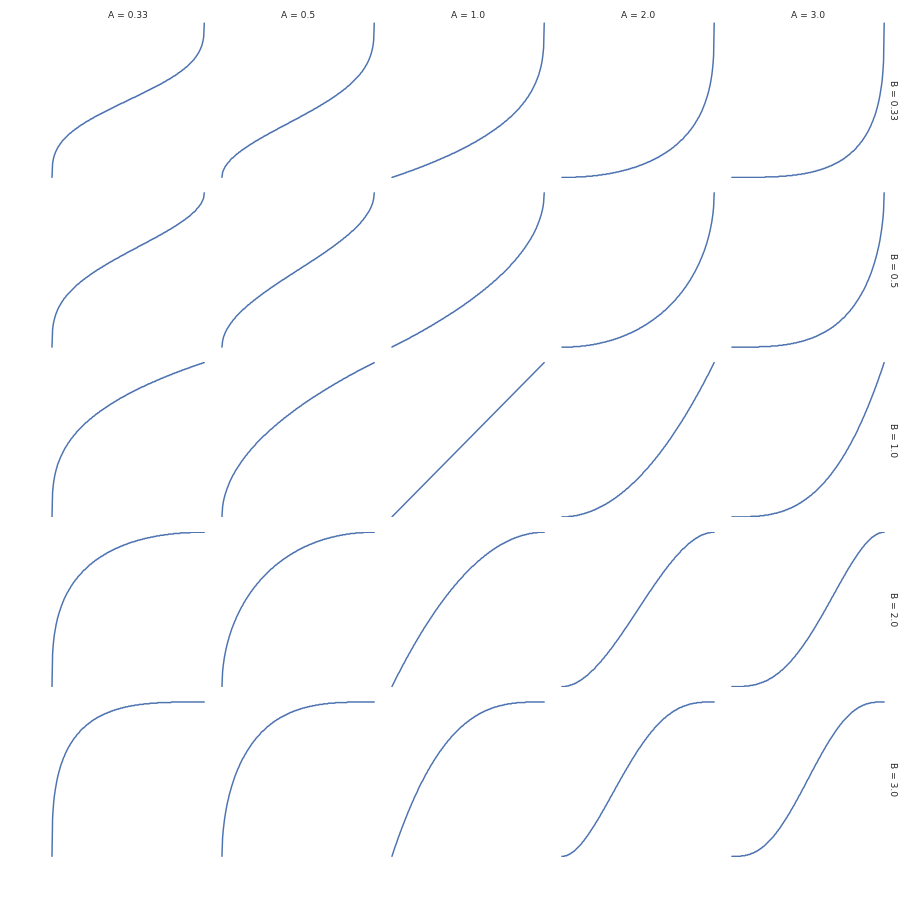 A = 0.33
A = 0.5
A = 1.0
A = 2.0
A = 3.0
B = 0.33
B = 0.5
B = 1.0
B = 2.0
B = 3.0